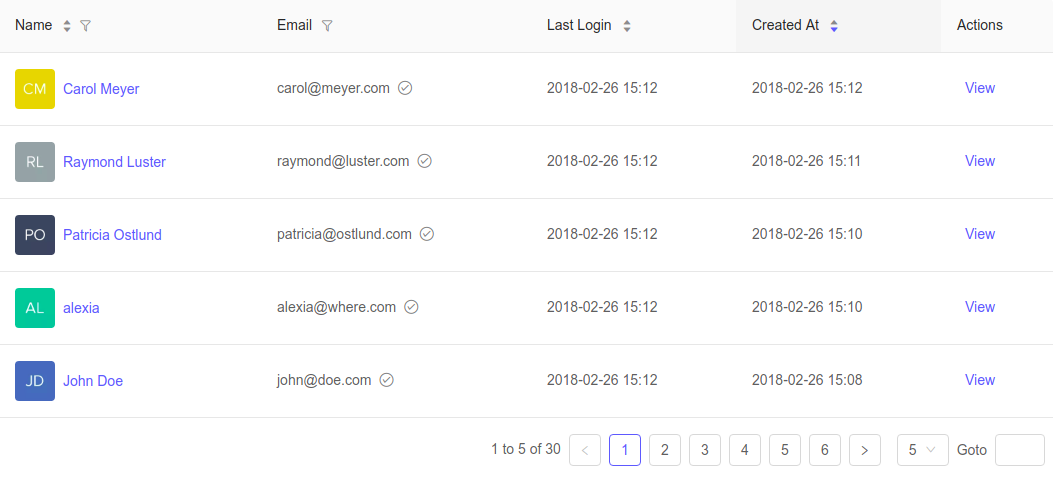 Name Email Last Login Created At Actions
CM Carol Meyer carol@meyer.com 2018-02-26 15:12 2018-02-26 15:12 View
RL Raymond Luster raymond@luster.com 2018-02-26 15:12 2018-02-26 15:11 View
PO Patricia Ostlund patricia@ostlund.com 2018-02-26 15:12 2018-02-26 15:10 View
AL alexia alexia@where.com 2018-02-26 15:12 2018-02-26 15:10 View
JD John Doe john@doe.com 2018-02-26 15:12 2018-02-26 15:08 View
1 to 5 of 30 < 1 2 3 4 5 6 > 5 Goto